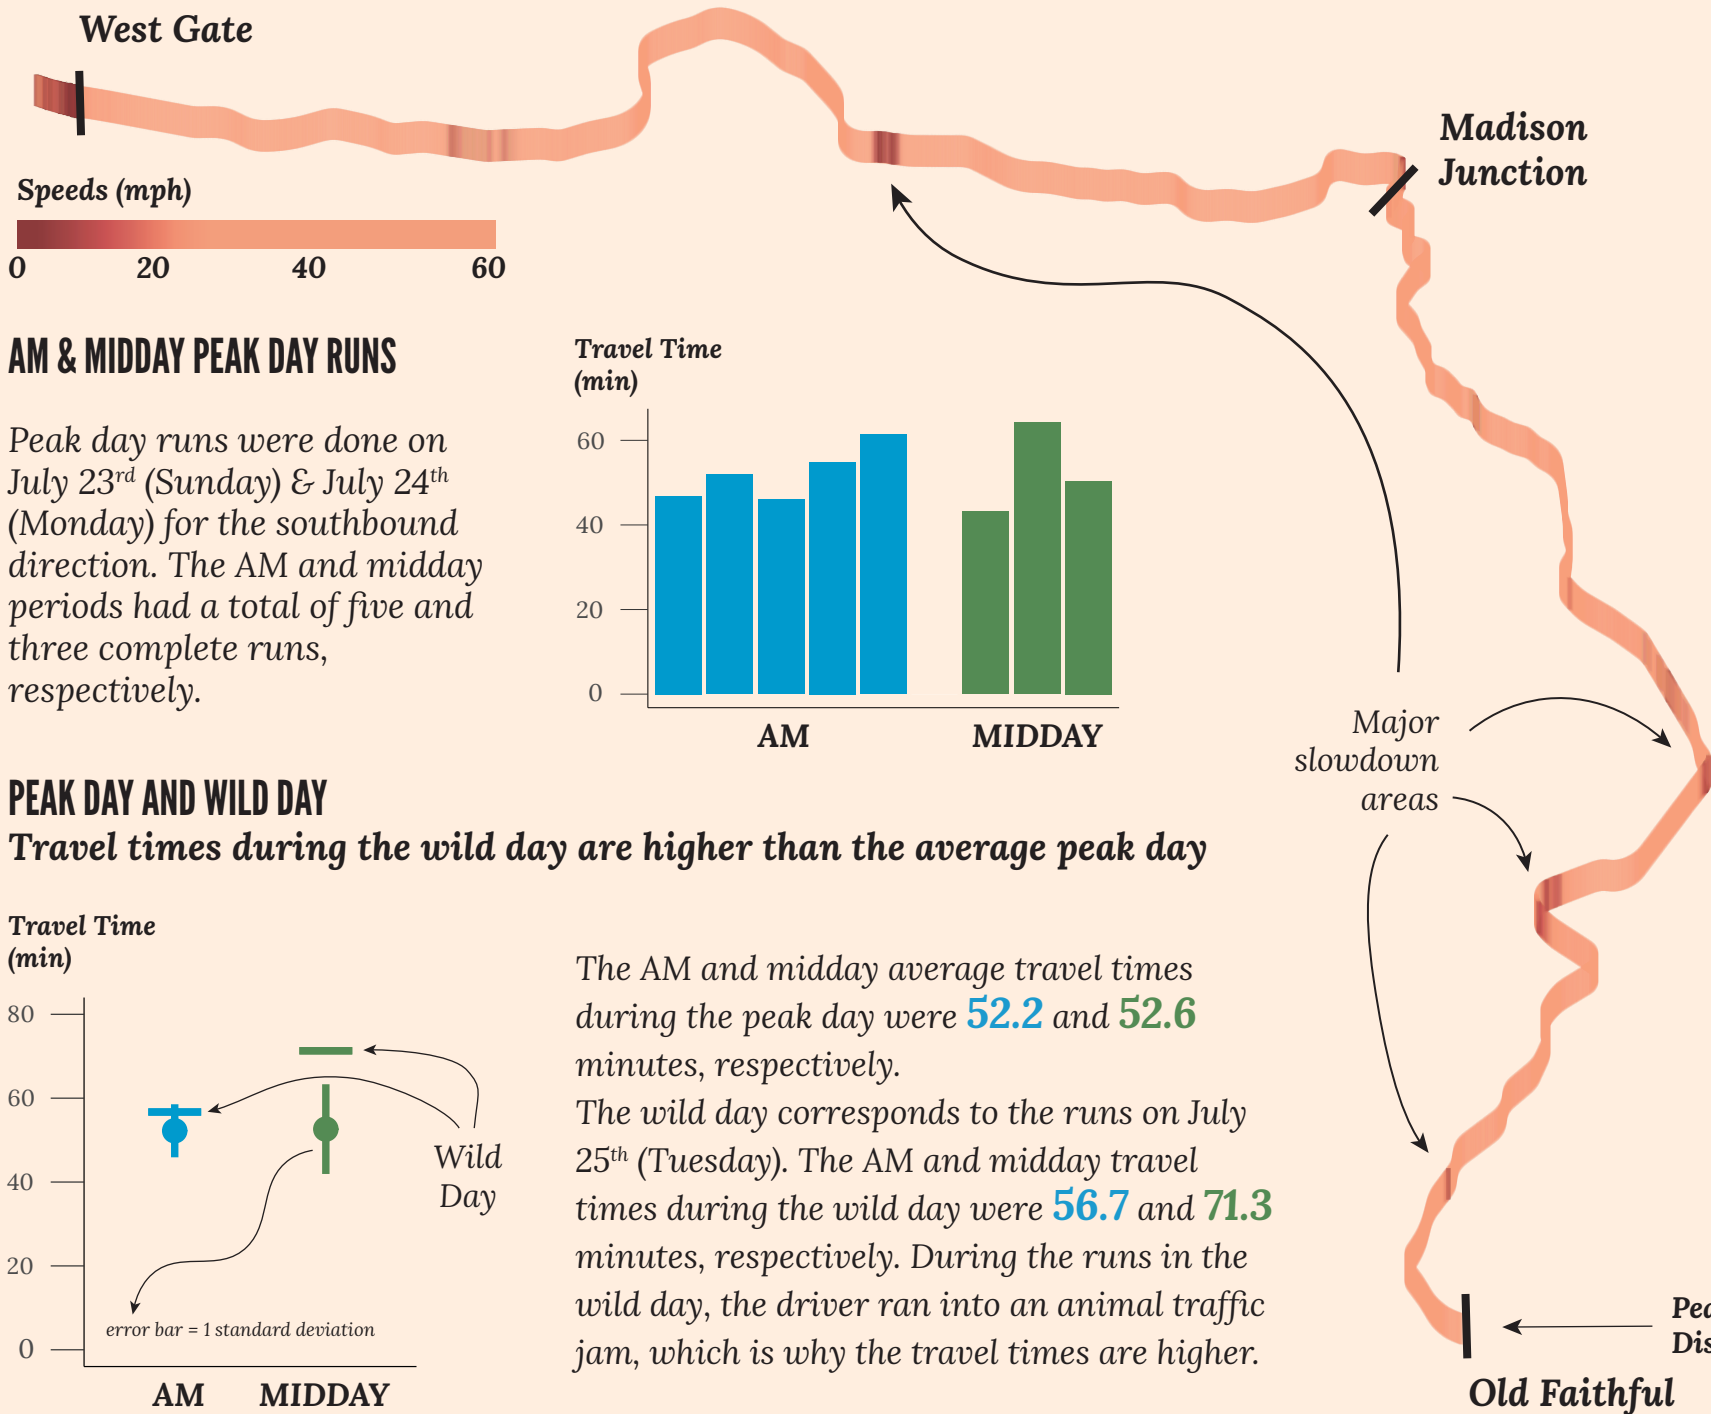 West Gate
Madison
Junction
Speeds (mph)
0 20 40 60
AM & MIDDAY PEAK DAY RUNS
Peak day runs were done on
July 23rd (Sunday) & July 24th
(Monday) for the southbound
direction. The AM and midday
periods had a total of five and
three complete runs,
respectively.
Travel Time
(min)
60
40
20
0
AM MIDDAY
Major
slowdown
areas
PEAK DAY AND WILD DAY
Travel times during the wild day are higher than the average peak day
Travel Time
(min)
80
60
40
20
0
Wild
Day
error bar = 1 standard deviation
AM MIDDAY
The AM and midday average travel times
during the peak day were 52.2 and 52.6
minutes, respectively.
The wild day corresponds to the runs on July
25th (Tuesday). The AM and midday travel
times during the wild day were 56.7 and 71.3
minutes, respectively. During the runs in the
wild day, the driver ran into an animal traffic
jam, which is why the travel times are higher.
Old Faithful